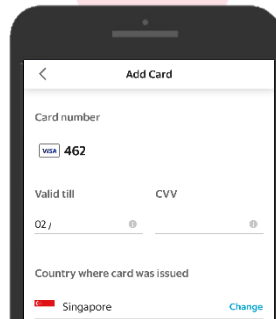 Add Card
Card number
VISA 462
Valid till CVV
02 /
Country where card was issued
Singapore Change